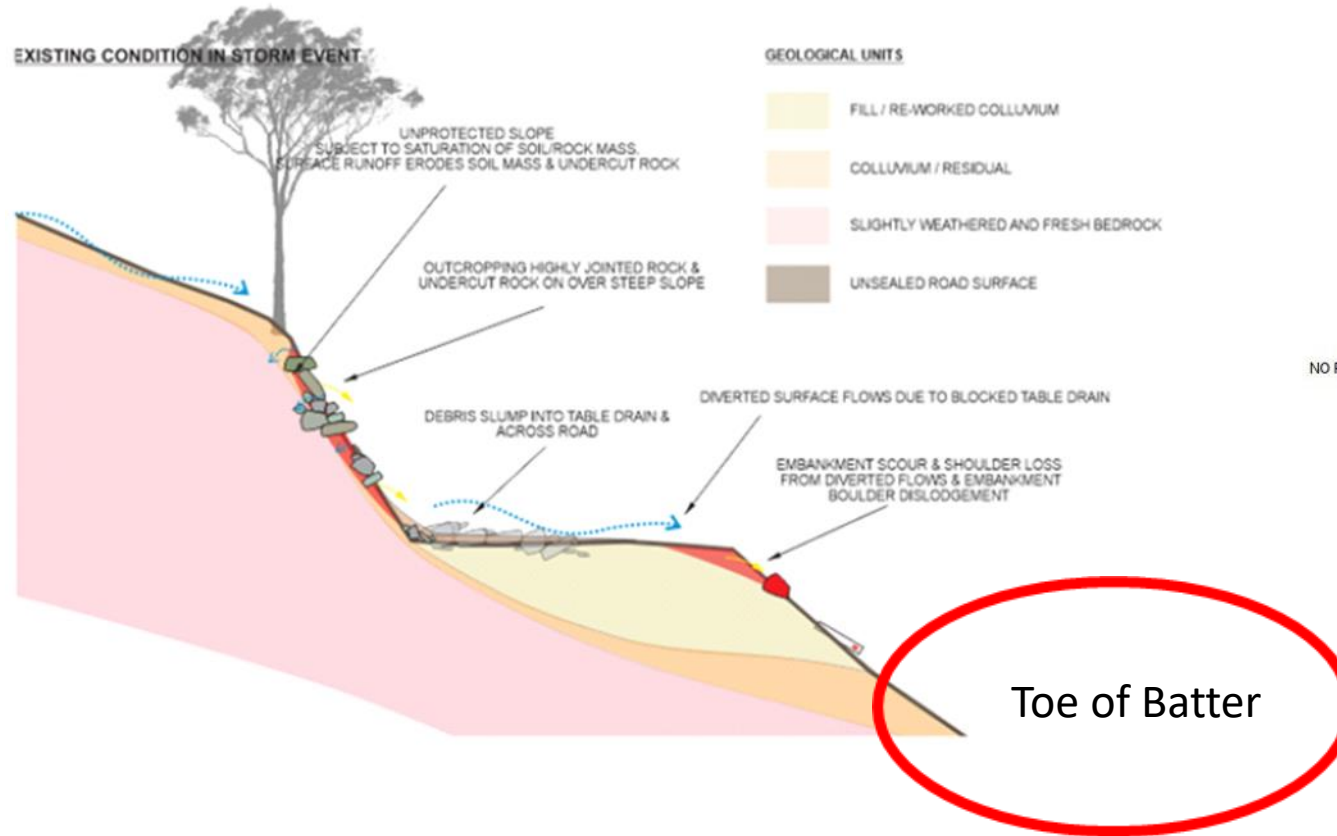 EXISTING CONDITION IN STORM EVENT
UNPROTECTED SLOPE
SUBJECT TO SATURATION OF SOIL/ROCK MASS.
SURFACE RUNOFF ERODES SOIL MASS & UNDERCUT ROCK
OUTCROPPING HIGHLY JOINTED ROCK &
UNDERCUT ROCK ON OVER STEEP SLOPE
DEBRIS SLUMP INTO TABLE DRAIN &
ACROSS ROAD
DIVERTED SURFACE FLOWS DUE TO BLOCKED TABLE DRAIN
EMBANKMENT SCOUR & SHOULDER LOSS
FROM DIVERTED FLOWS & EMBANKMENT
BOULDER DISLODGEMENT
GEOLOGICAL UNITS
FILL / RE-WORKED COLLUVIUM
COLLUVIUM / RESIDUAL
SLIGHTLY WEATHERED AND FRESH BEDROCK
UNSEALED ROAD SURFACE
NO
Toe of Batter